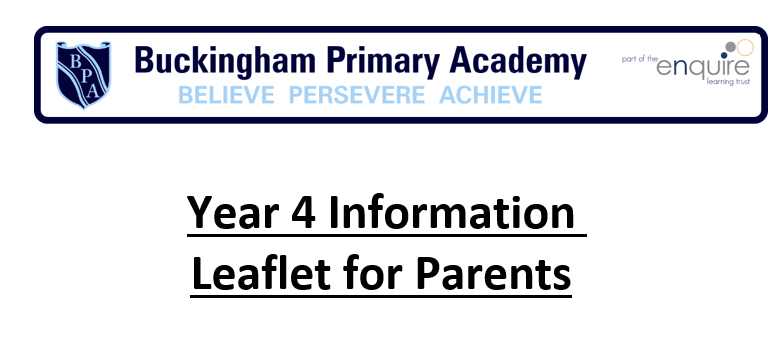 BPA
Buckingham Primary Academy
BELIEVE PERSEVERE ACHIEVE
part of the
enquire
learning trust
Year 4 Information
Leaflet for Parents